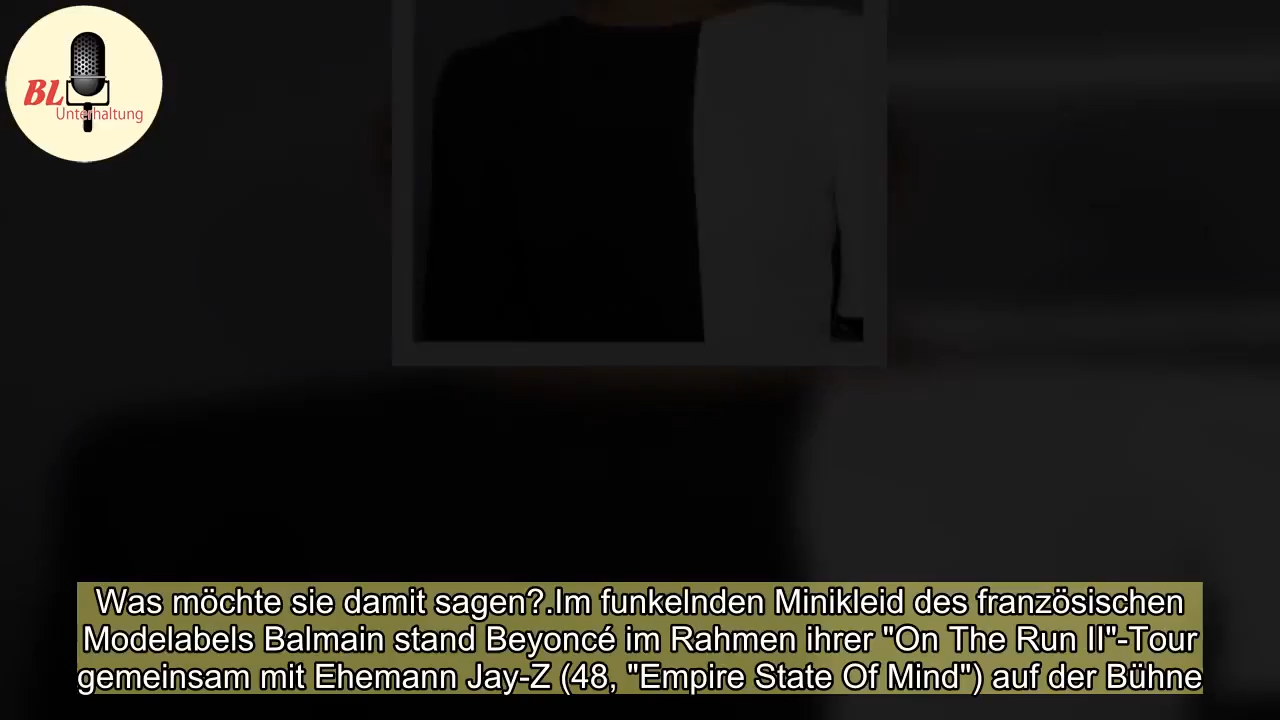 BL
Unterhaltung
Was möchte sie damit sagen?.Im funkelnden Minikleid des französischen
Modelabels Balmain stand Beyoncé im Rahmen ihrer "On The Run II"-Tour
gemeinsam mit Ehemann Jay-Z (48, "Empire State Of Mind") auf der Bühne